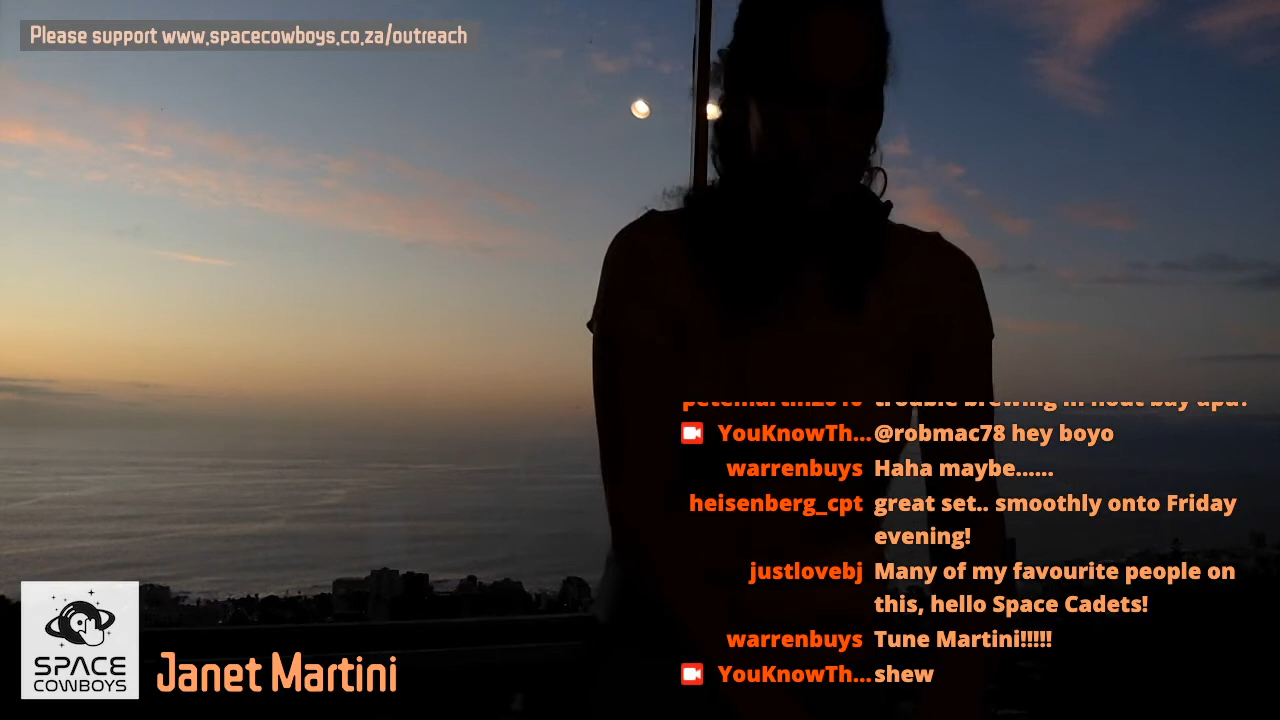 Please support www.spacecowboys.co.za/outreach
YouKnowTh... @robmac78 hey boyo
warrenbuys Haha maybe......
heisenberg_cpt great set.. smoothly onto Friday
evening!
justlovebj Many of my favourite people on
this, hello Space Cadets!
warrenbuys Tune Martini!!!!!
YouKnowTh... shew
SPACE
COWBOYS
Janet Martini